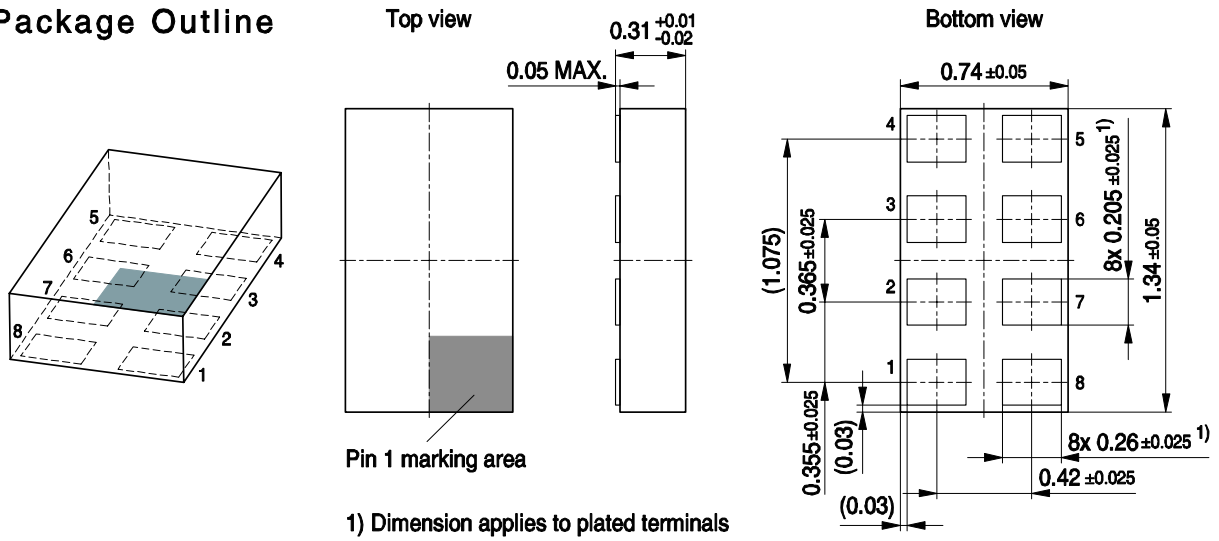 Package Outline
Top view
Bottom view
0.31 +0.01 -0.02
0.05 MAX.
0.74 ±0.05
5
6
7
8
4
3
2
1
Pin 1 marking area
1) Dimension applies to plated terminals
4
3
2
1
5
6
7
8
(1.075)
0.365±0.025
0.355±0.025
(0.03)
(0.03)
8x 0.205 ±0.025 1)
1.34 ±0.05
8x 0.26 ±0.025 1)
0.42 ±0.025